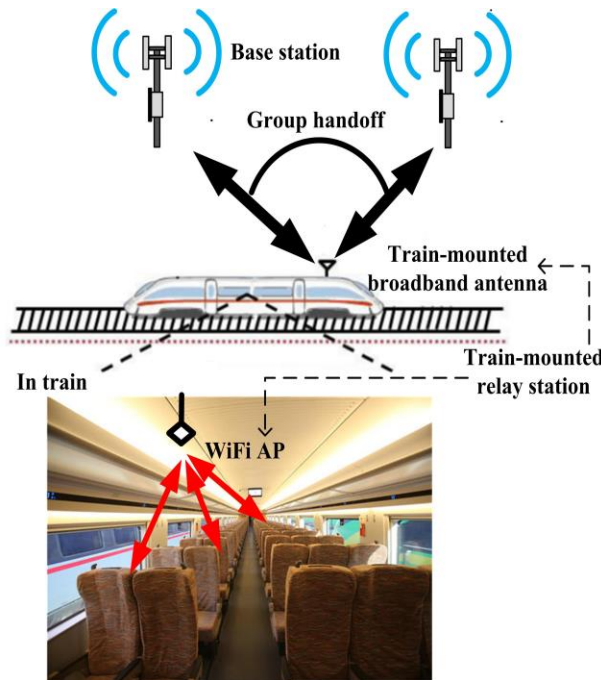 Base station
Group handoff
Train-mounted
broadband antenna
In train
Train-mounted
relay station
WiFi AP